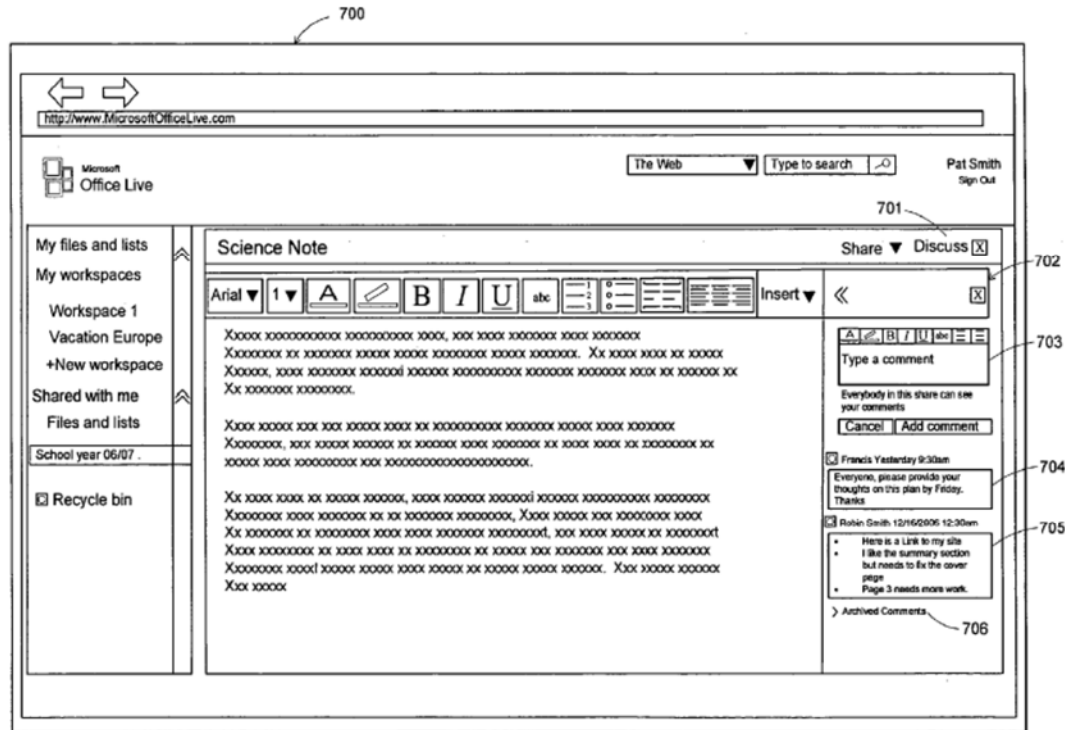 700
http://www.MicrosoftOfficeLive.com
Microsoft
Office Live
The Web
Type to search
Pat Smith
Sign Out
701
My files and lists
My workspaces
Workspace 1
Vacation Europe
+New workspace
Shared with me
Files and lists
School year 06/07 .
Recycle bin
Science Note
Share
Discuss X
702
Arial
1
A
B
I
U
abc
1
2
3
Insert
«
X
A B I U abc
Type a comment
703
Everybody in this share can see
your comments
Cancel
Add comment
Francis Yesterday 9:30am
Everyone, please provide your
thoughts on this plan by Friday.
Thanks
704
Robin Smith 12/16/2006 12:30am
• Here is a Link to my site
• I like the summary section
but needs to fix the cover
page
• Page 3 needs more work.
705
> Archived Comments
706